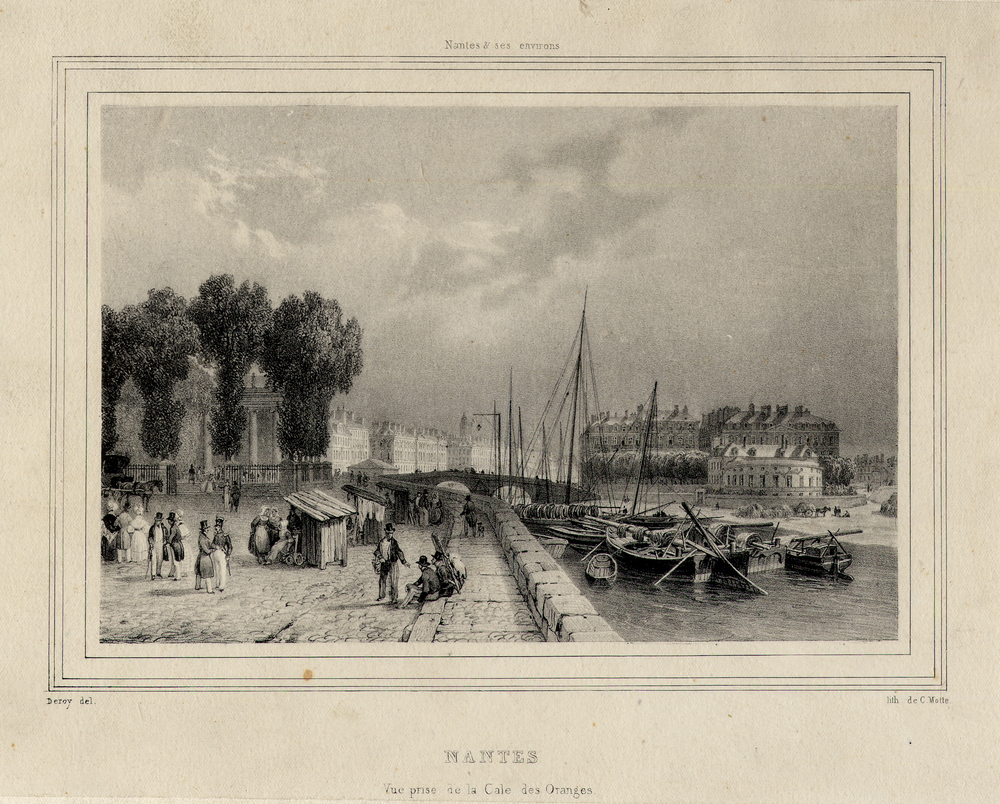 Nantes & ses environs
Deroy del.
lith. de C. Motte.
NANTES
Vue prise de la Cale des Oranges.